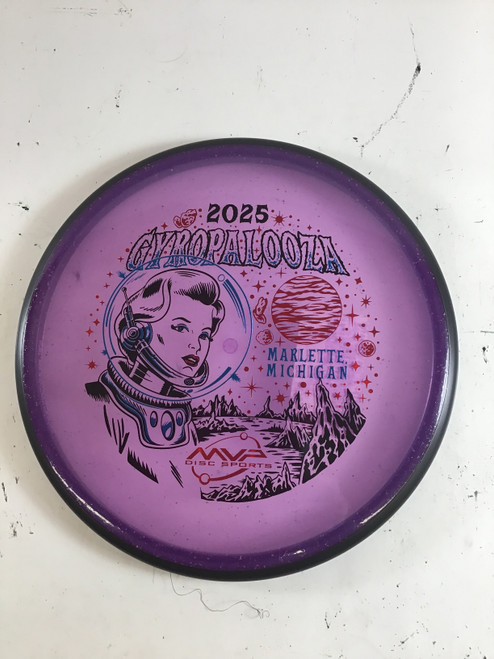 2025
GYROPALOOZA
MARLETTE,
MICHIGAN
MVP
DISC SPORTS